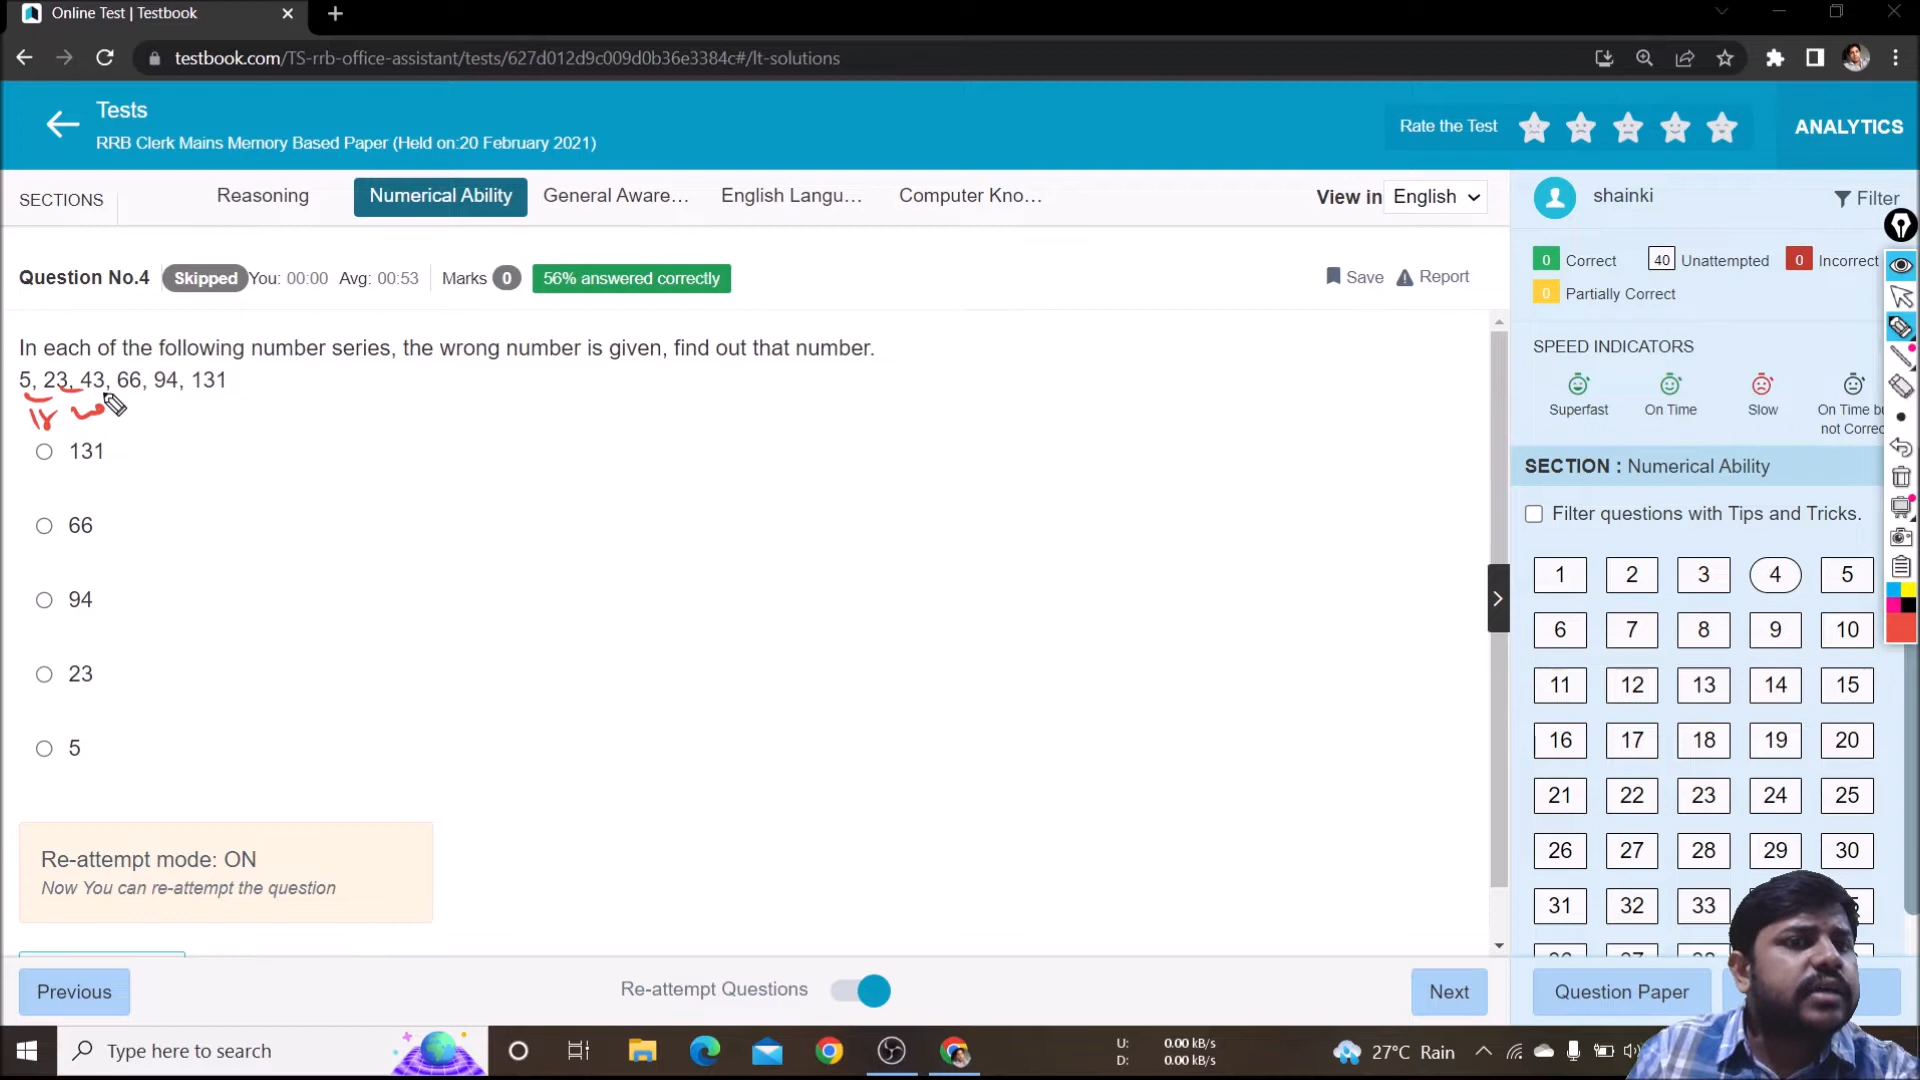 Online Test | Testbook
testbook.com/TS-rrb-office-assistant/tests/627d012d9c009d0b36e3384c#/lt-solutions
Tests
RRB Clerk Mains Memory Based Paper (Held on:20 February 2021)
Rate the Test
ANALYTICS
SECTIONS
Reasoning
Numerical Ability
General Aware...
English Langu...
Computer Kno...
View in English
shainki
Filter
Question No.4 Skipped You: 00:00 Avg: 00:53 Marks 0 56% answered correctly
Save Report
0 Correct 40 Unattempted 0 Incorrect
0 Partially Correct
In each of the following number series, the wrong number is given, find out that number.
5, 23, 43, 66, 94, 131
18
131
66
94
23
5
SPEED INDICATORS
Superfast On Time Slow On Time bu
not Correc
SECTION : Numerical Ability
Filter questions with Tips and Tricks.
1 2 3 4 5
6 7 8 9 10
11 12 13 14 15
16 17 18 19 20
21 22 23 24 25
26 27 28 29 30
31 32 33
Re-attempt mode: ON
Now You can re-attempt the question
Previous
Re-attempt Questions
Next
Question Paper
Type here to search
U: 0.00 kB/s
D: 0.00 kB/s
27°C Rain